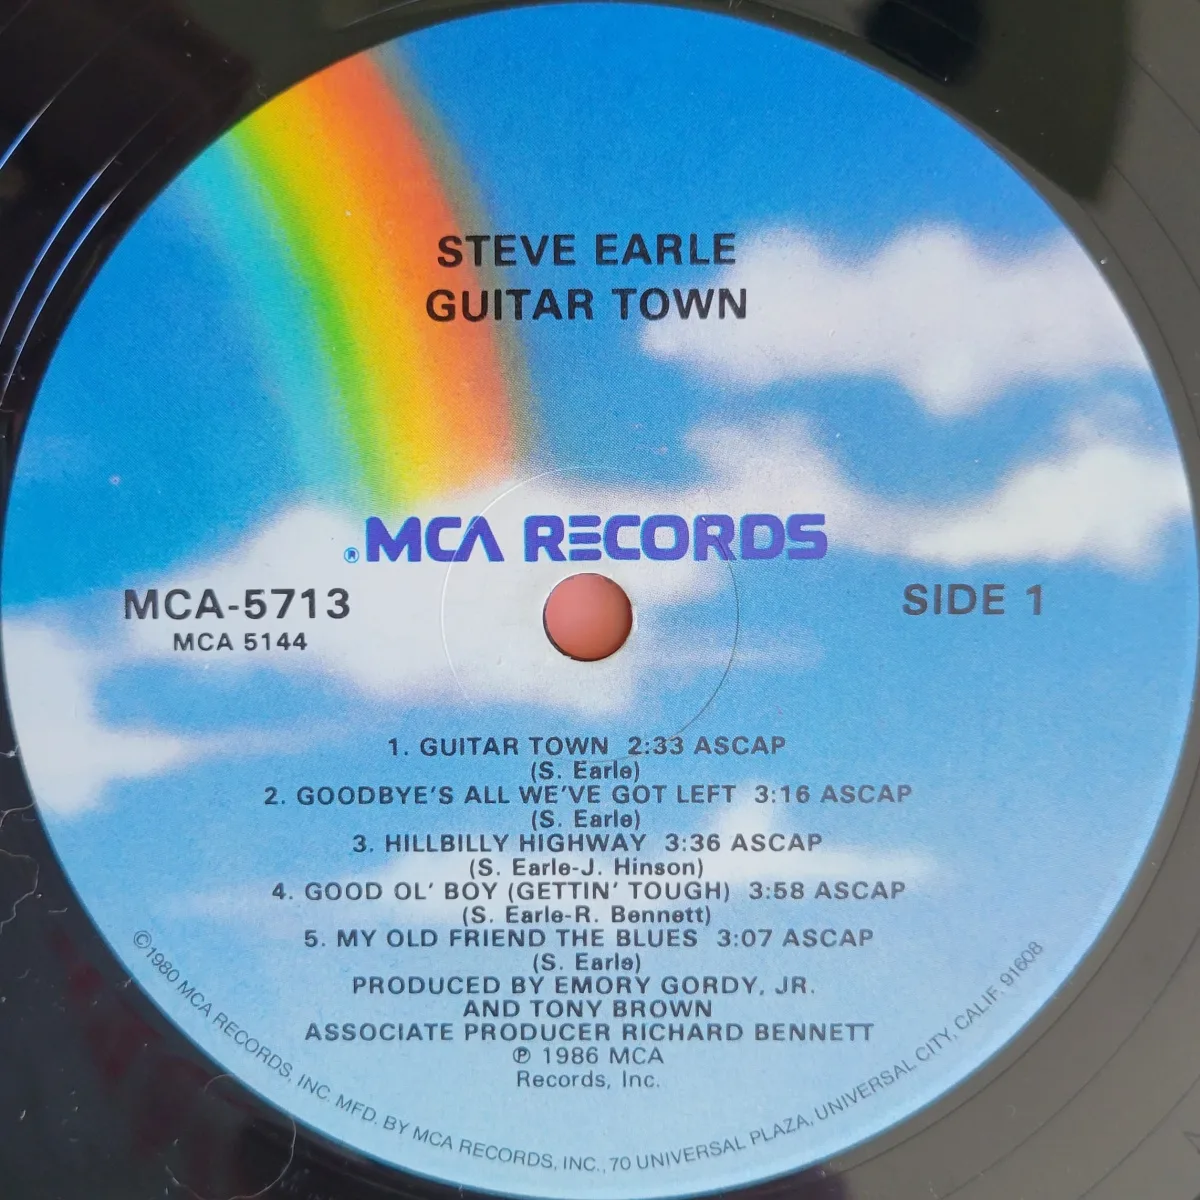 STEVE EARLE
GUITAR TOWN
® MCA RECORDS
MCA-5713
MCA 5144
SIDE 1
1. GUITAR TOWN 2:33 ASCAP
(S. Earle)
2. GOODBYE'S ALL WE'VE GOT LEFT 3:16 ASCAP
(S. Earle)
3. HILLBILLY HIGHWAY 3:36 ASCAP
(S. Earle-J. Hinson)
4. GOOD OL' BOY (GETTIN' TOUGH) 3:58 ASCAP
(S. Earle-R. Bennett)
5. MY OLD FRIEND THE BLUES 3:07 ASCAP
(S. Earle)
PRODUCED BY EMORY GORDY, JR.
AND TONY BROWN
ASSOCIATE PRODUCER RICHARD BENNETT
℗ 1986 MCA
Records, Inc.
©1980 MCA RECORDS, INC. MFD. BY MCA RECORDS, INC., 70 UNIVERSAL PLAZA, UNIVERSAL CITY, CALIF. 91608